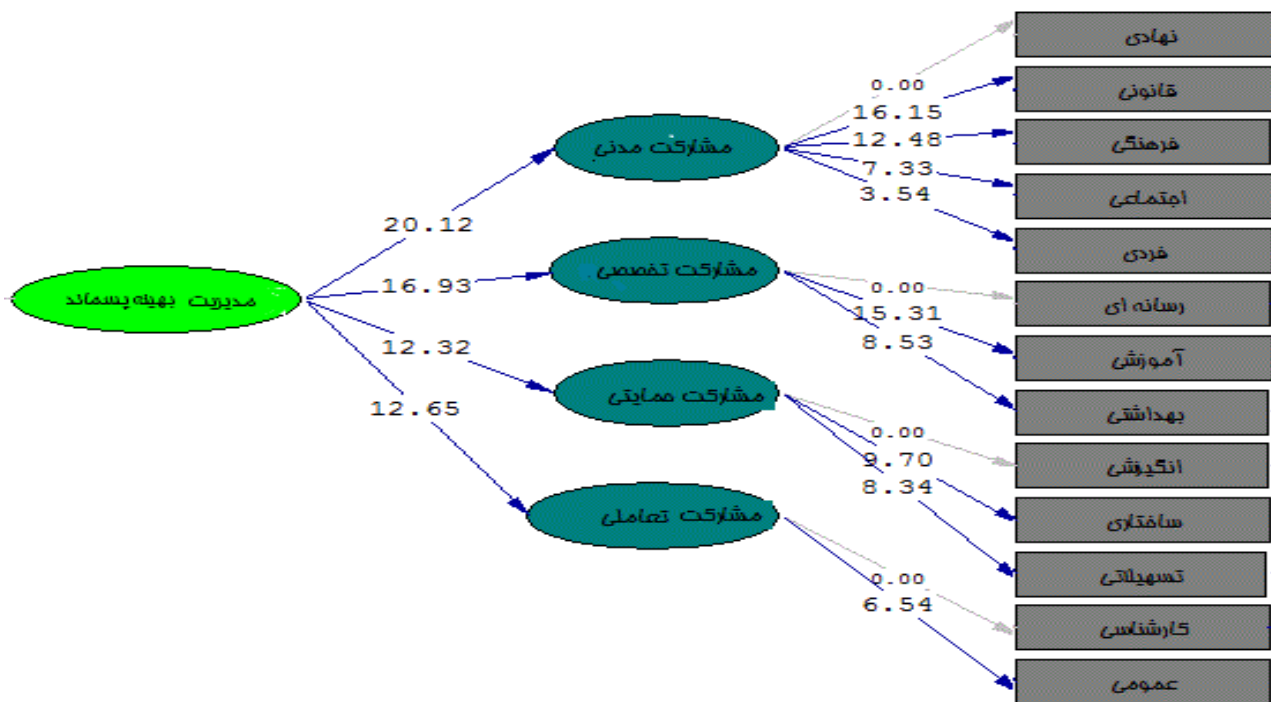 نهادی
0.00
قانونی
16.15
فرهنگی
12.48
مشارکت مدنی
7.33
اجتماعی
3.54
20.12
فردی
مشارکت تخصصی
0.00
رسانه ای
مدیریت بهینه پسماند
16.93
15.31
آموزشی
8.53
12.32
مشارکت حمایتی
بهداشتی
12.65
0.00
انگیزشی
9.70
8.34
ساختاری
مشارکت تعاملی
0.00
تسهیلاتی
6.54
کارشناسی
عمومی